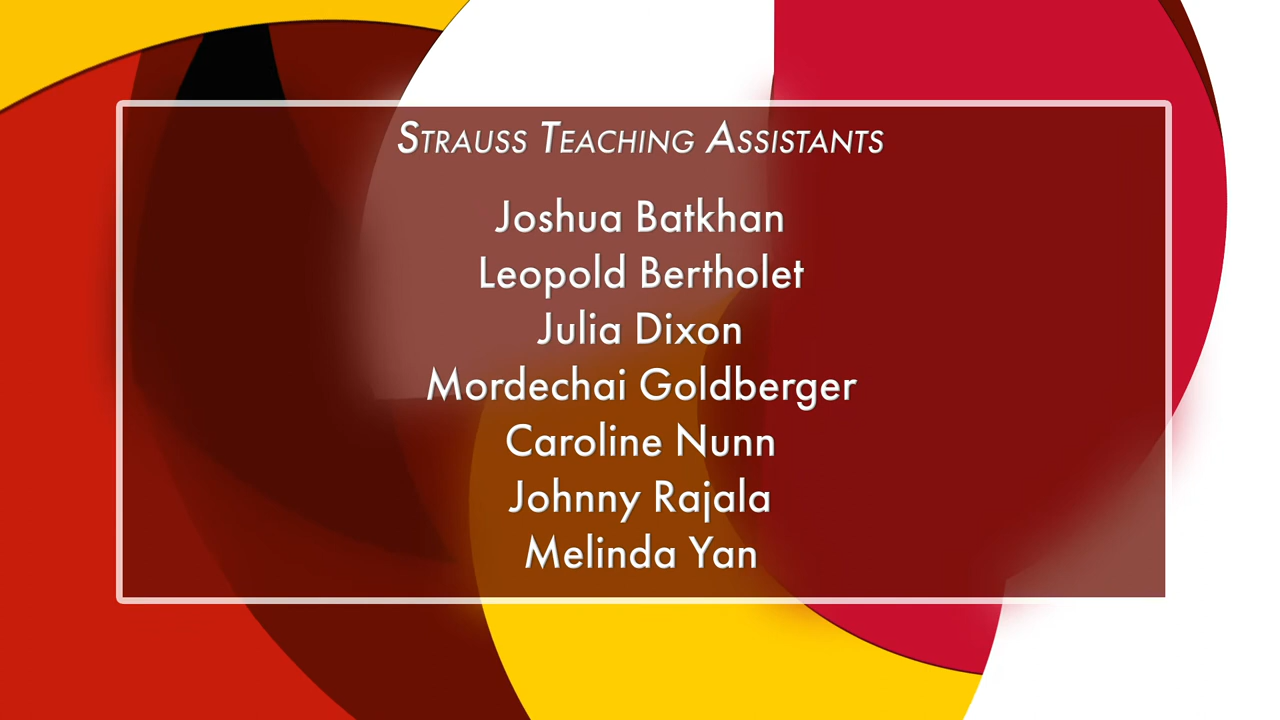 Strauss Teaching Assistants
Joshua Batkhan
Leopold Bertholet
Julia Dixon
Mordechai Goldberger
Caroline Nunn
Johnny Rajala
Melinda Yan